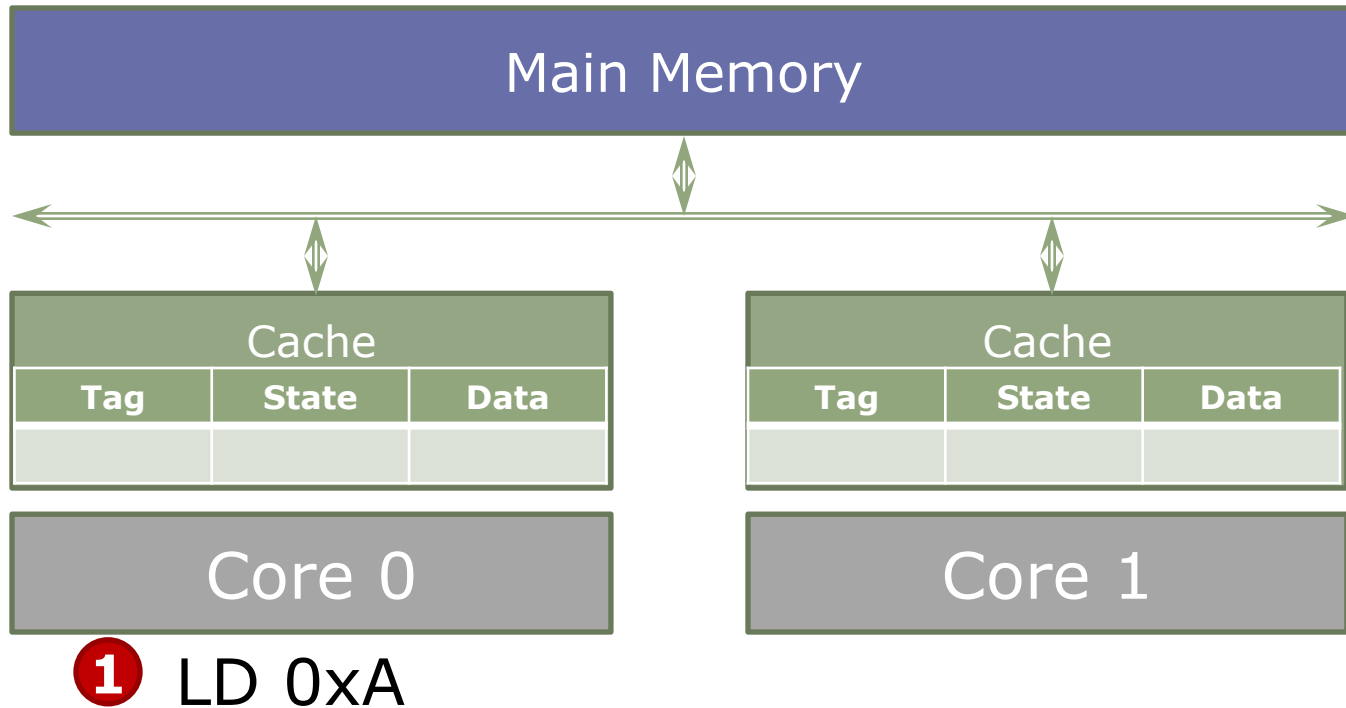 Main Memory
Cache
Tag State Data
Cache
Tag State Data
Core 0
Core 1
1 LD 0xA